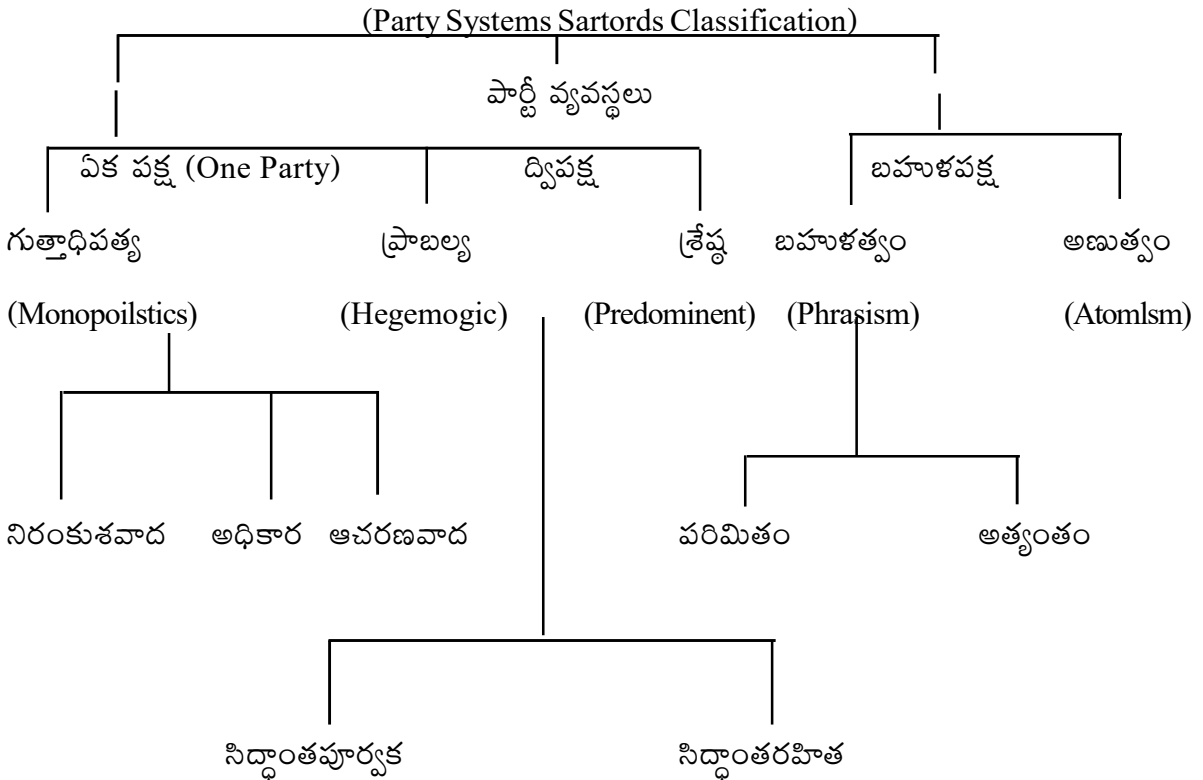 (Party Systems Sartords Classification)
పార్టీ వ్యవస్థలు
ఏక పక్ష (One Party) ద్విపక్ష బహుళపక్ష
గుత్తాధిపత్య ప్రాబల్య శ్రేష్ఠ బహుళత్వం అణుత్వం
(Monopoilstics) (Hegemogic) (Predominent) (Phrasism) (Atomlsm)
నిరంకుశవాద అధికార ఆచరణవాద పరిమితం అత్యంతం
సిద్ధాంతపూర్వక సిద్ధాంతరహిత